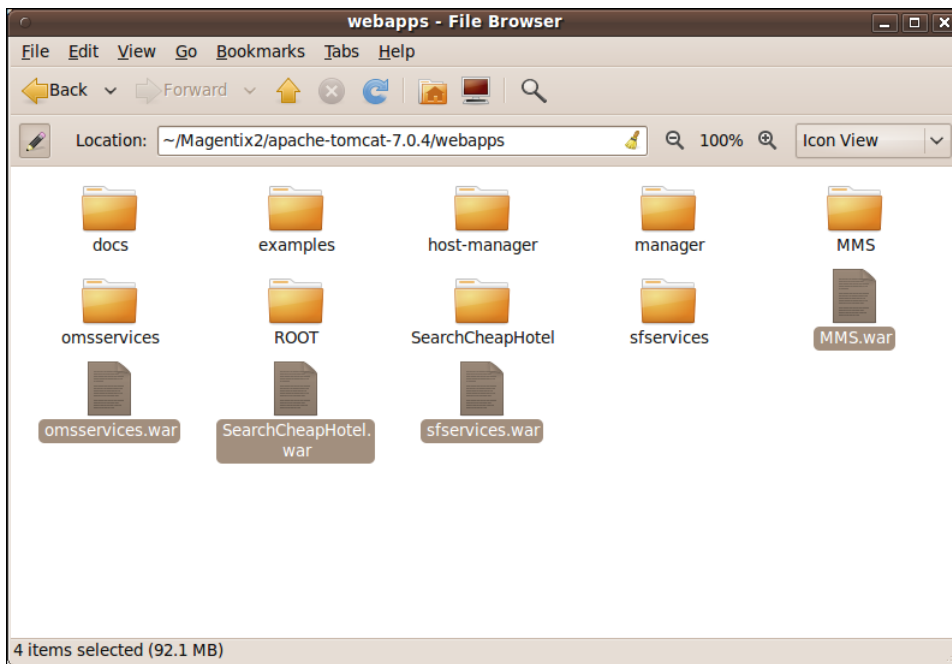 webapps - File Browser
File Edit View Go Bookmarks Tabs Help
Back Forward
Location: ~/Magentix2/apache-tomcat-7.0.4/webapps 100% Icon View
docs examples host-manager manager MMS
omsservices ROOT SearchCheapHotel sfservices MMS.war
omsservices.war SearchCheapHotel. sfservices.war
war
4 items selected (92.1 MB)